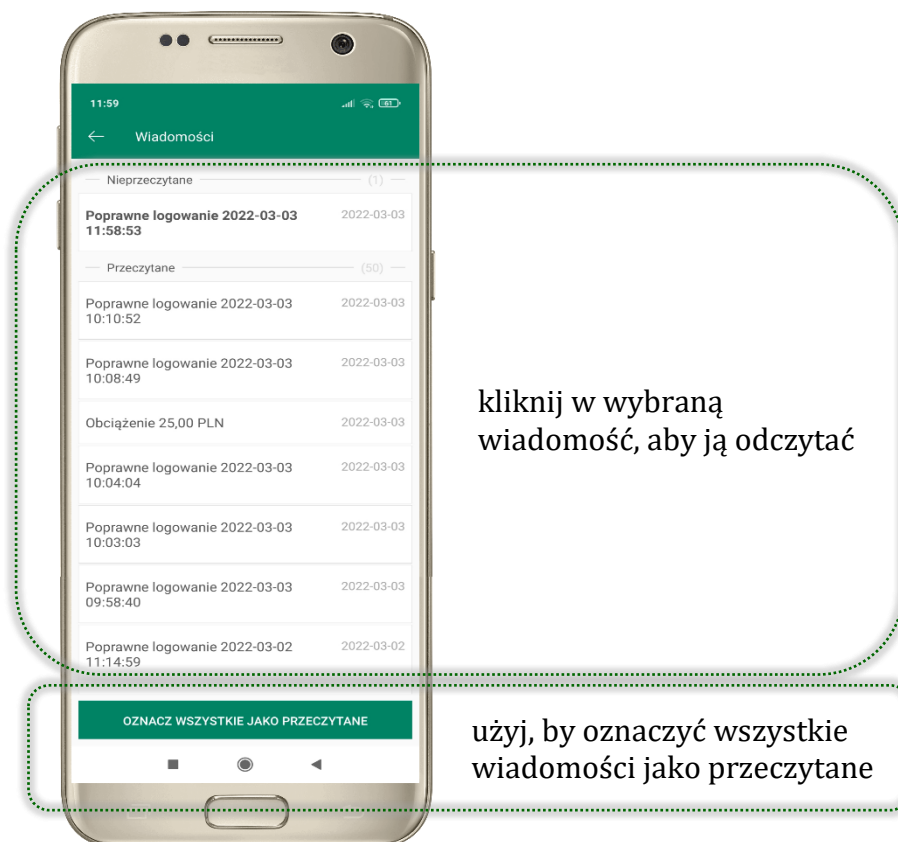 11:59
61
Wiadomości
Nieprzeczytane (1)
Poprawne logowanie 2022-03-03 2022-03-03
11:58:53
Przeczytane (50)
Poprawne logowanie 2022-03-03 2022-03-03
10:10:52
Poprawne logowanie 2022-03-03 2022-03-03
10:08:49
Obciążenie 25,00 PLN 2022-03-03
Poprawne logowanie 2022-03-03 2022-03-03
10:04:04
Poprawne logowanie 2022-03-03 2022-03-03
10:03:03
Poprawne logowanie 2022-03-03 2022-03-03
09:58:40
Poprawne logowanie 2022-03-02 2022-03-02
11:14:59
OZNACZ WSZYSTKIE JAKO PRZECZYTANE
kliknij w wybraną
wiadomość, aby ją odczytać
użyj, by oznaczyć wszystkie
wiadomości jako przeczytane